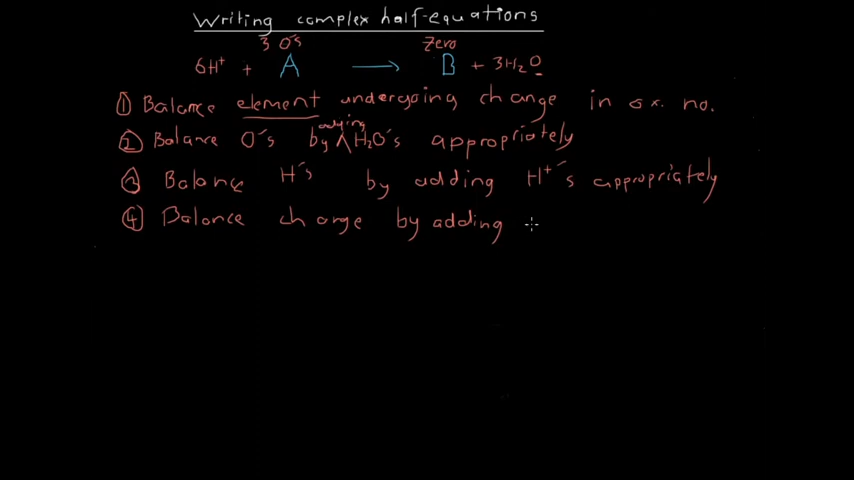 Writing complex half-equations
3 O's zero
6H⁺ + A → B + 3H₂O
① Balance element undergoing change in ox. no.
adying
② Balance O's by ∧ H₂O's appropriately
③ Balance H's by adding H⁺'s appropriately
④ Balance charge by adding